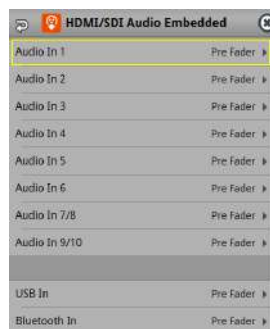 HDMI/SDI Audio Embedded
Audio In 1 Pre Fader
Audio In 2 Pre Fader
Audio In 3 Pre Fader
Audio In 4 Pre Fader
Audio In 5 Pre Fader
Audio In 6 Pre Fader
Audio In 7/8 Pre Fader
Audio In 9/10 Pre Fader
USB In Pre Fader
Bluetooth In Pre Fader